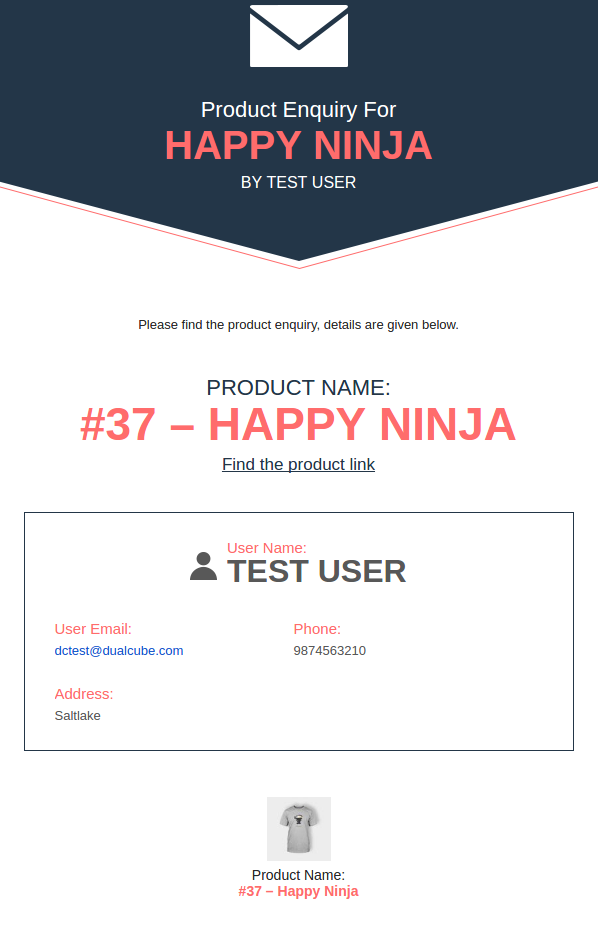 Product Enquiry For
HAPPY NINJA
BY TEST USER
Please find the product enquiry, details are given below.
PRODUCT NAME:
#37 – HAPPY NINJA
Find the product link
User Name:
TEST USER
User Email:
dctest@dualcube.com
Phone:
9874563210
Address:
Saltlake
Product Name:
#37 – Happy Ninja